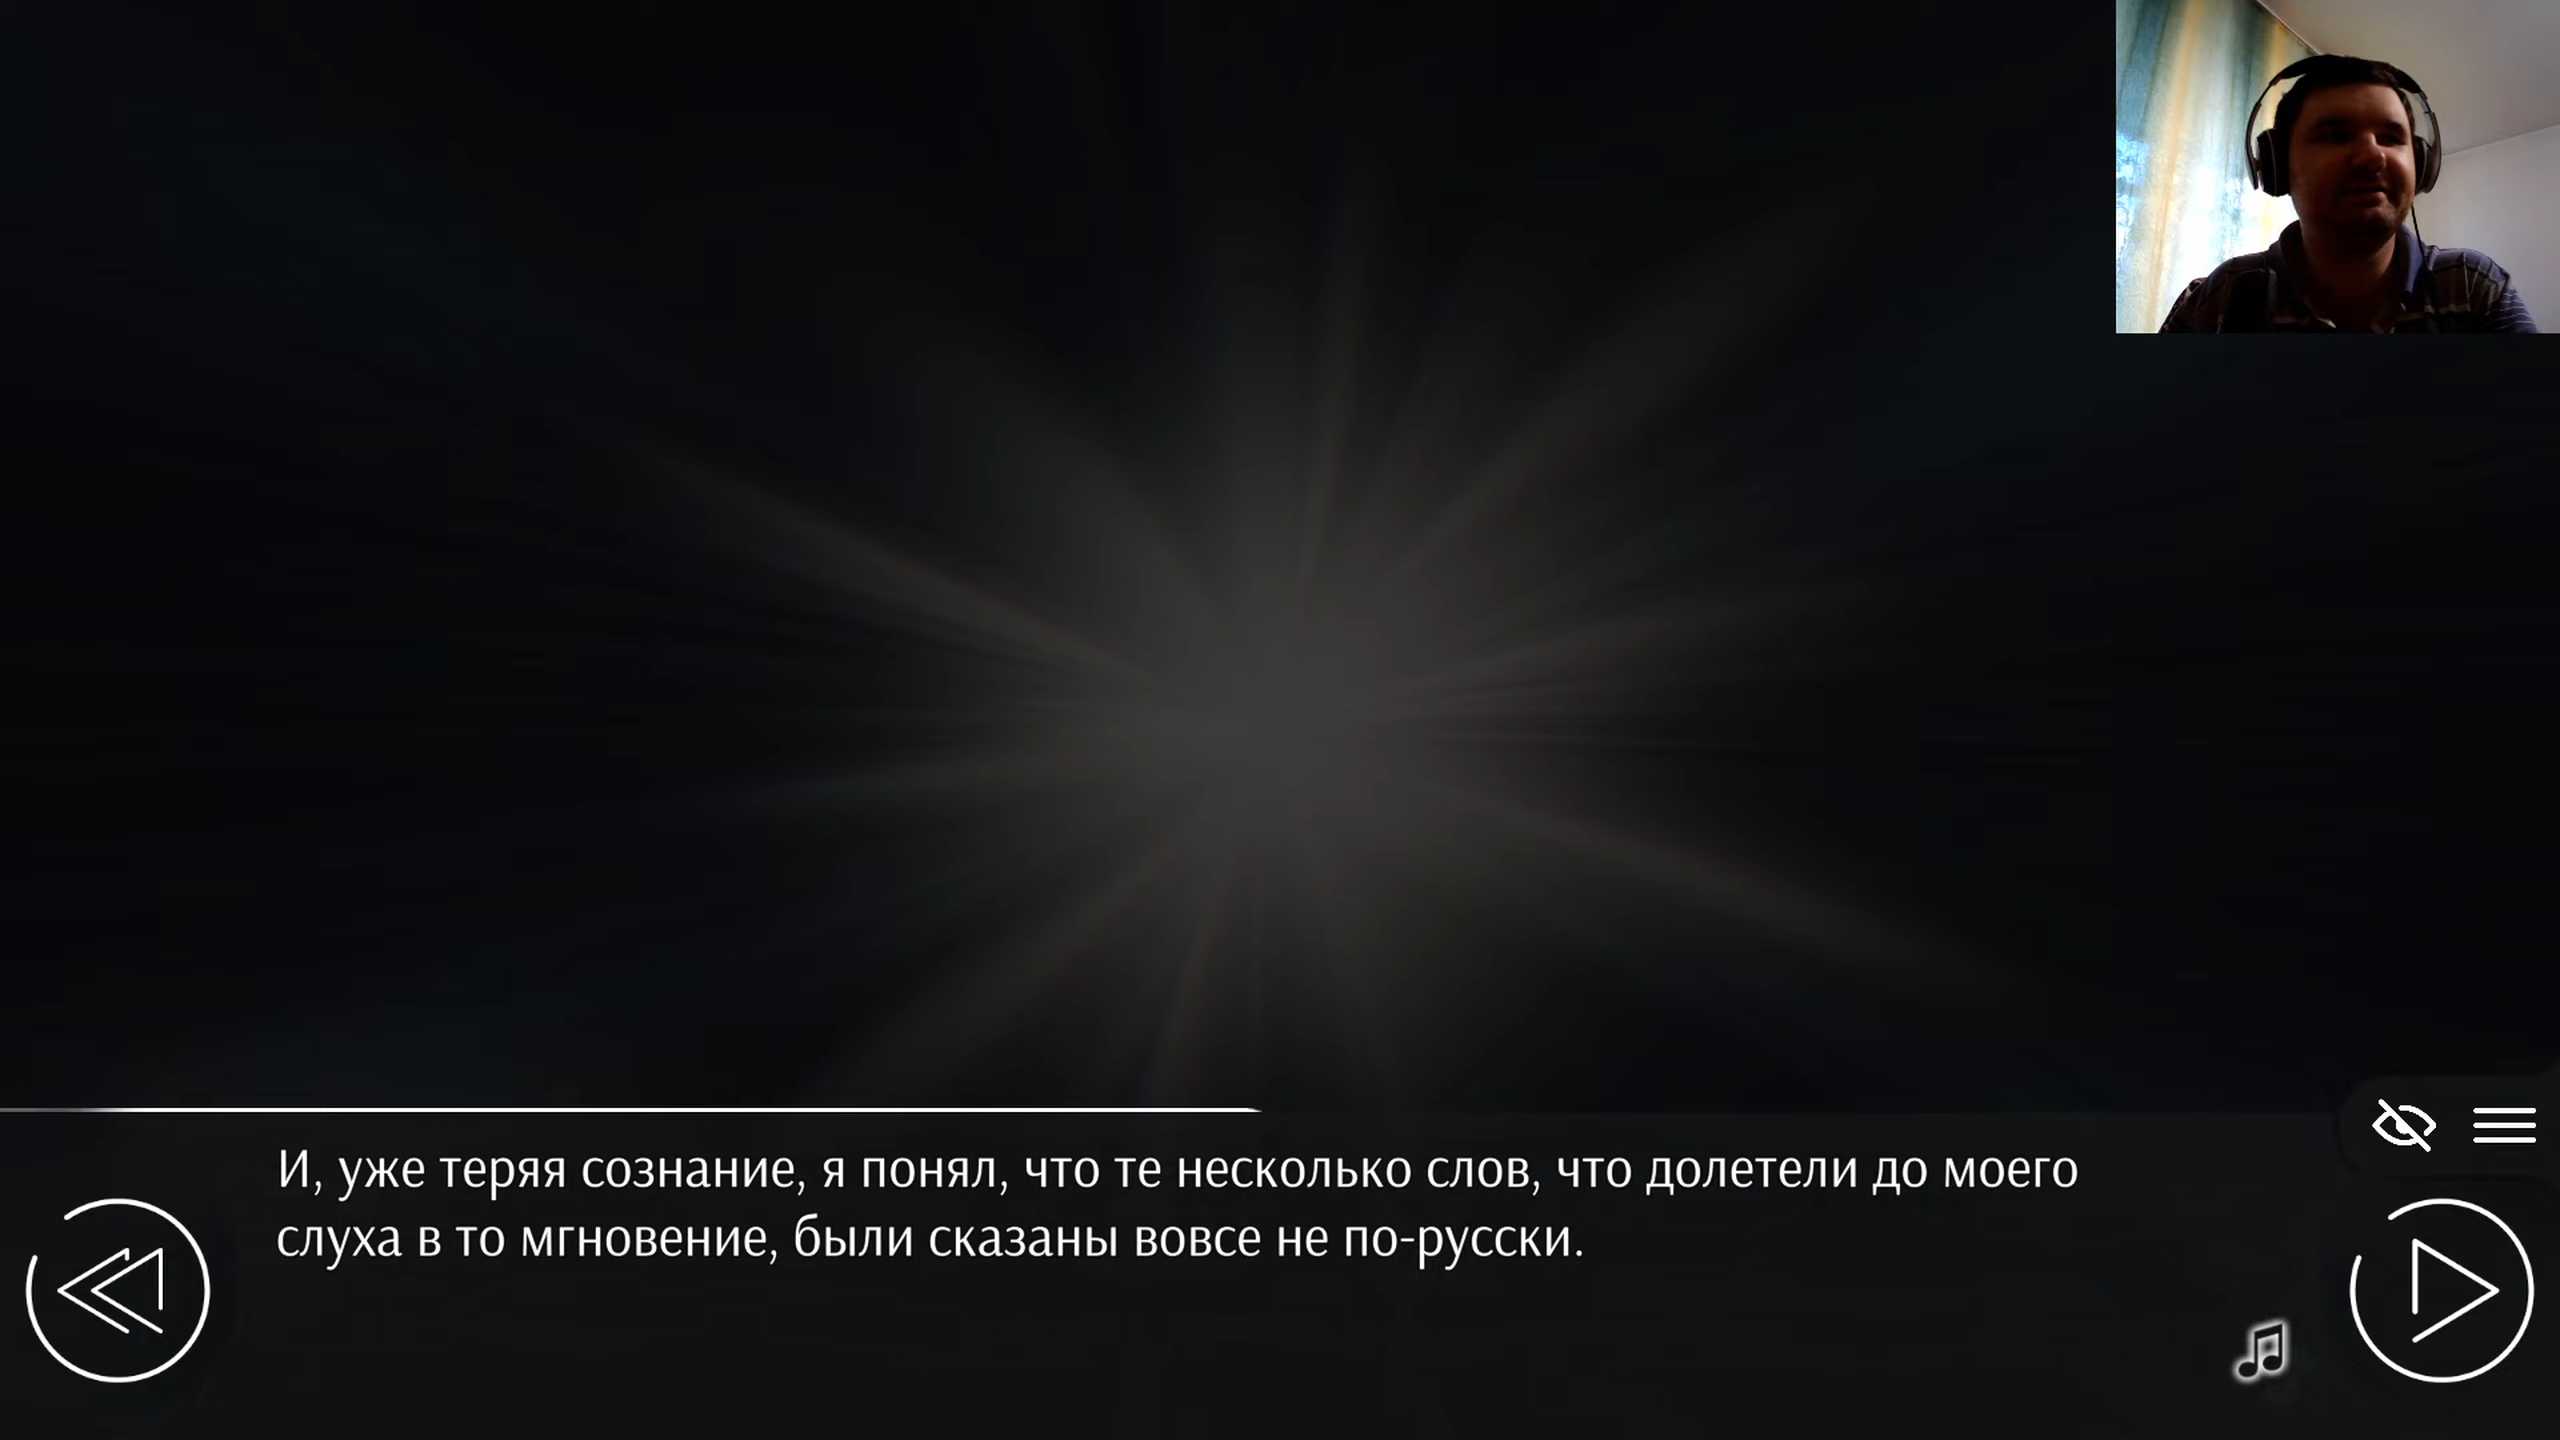 И, уже теряя сознание, я понял, что те несколько слов, что долетели до моего
слуха в то мгновение, были сказаны вовсе не по-русски.